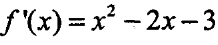 f'(x) = x² − 2x − 3